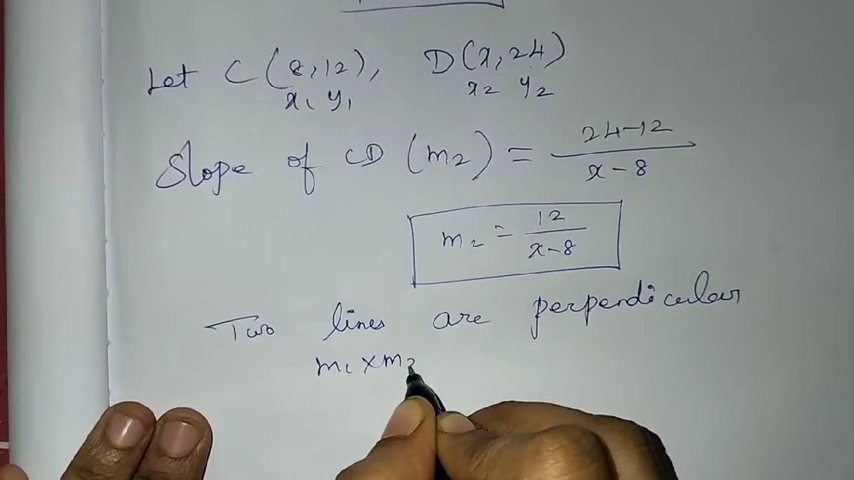 Let C (8,12), D(x,24)
x1 y1 x2 y2
Slope of CD (m2) = 24-12 / x-8
m2 = 12 / x-8
Two lines are perpendicular
m1 x m2